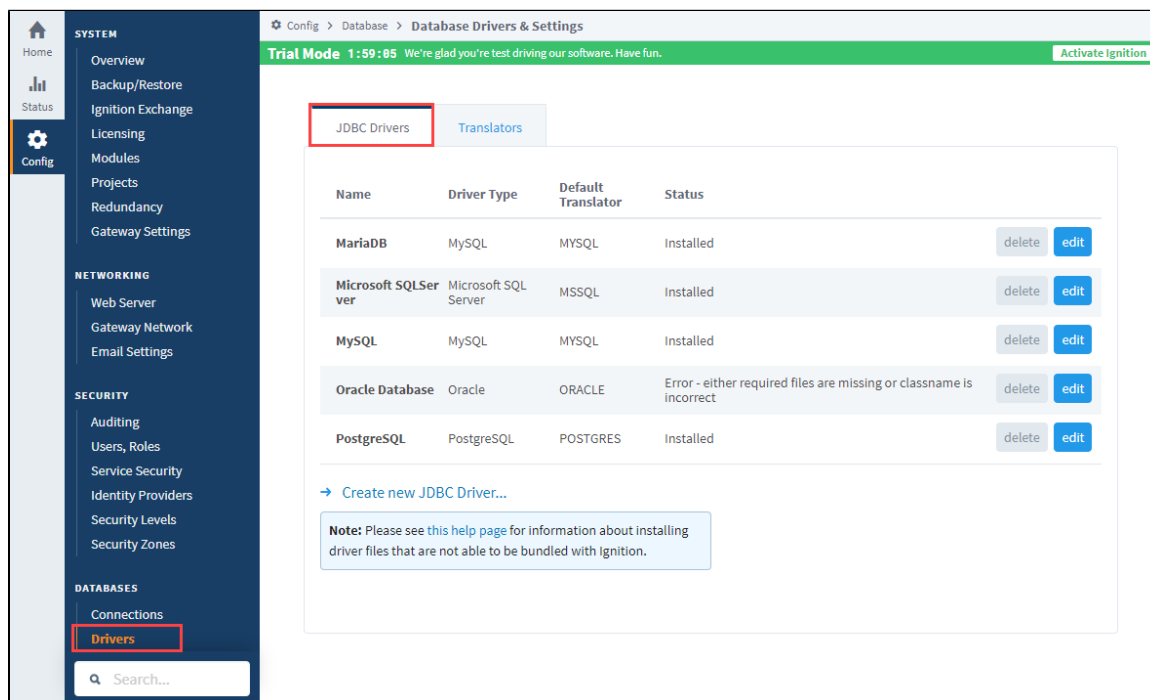 Home
Status
Config
SYSTEM
Overview
Backup/Restore
Ignition Exchange
Licensing
Modules
Projects
Redundancy
Gateway Settings
NETWORKING
Web Server
Gateway Network
Email Settings
SECURITY
Auditing
Users, Roles
Service Security
Identity Providers
Security Levels
Security Zones
DATABASES
Connections
Drivers
Search...
Config > Database > Database Drivers & Settings
Trial Mode 1:59:05 We're glad you're test driving our software. Have fun. Activate Ignition
JDBC Drivers Translators
Name Driver Type Default Translator Status
MariaDB MySQL MYSQL Installed delete edit
Microsoft SQLSer Microsoft SQL
ver Server MSSQL Installed delete edit
MySQL MySQL MYSQL Installed delete edit
Oracle Database Oracle ORACLE Error - either required files are missing or classname is
incorrect delete edit
PostgreSQL PostgreSQL POSTGRES Installed delete edit
→ Create new JDBC Driver...
Note: Please see this help page for information about installing
driver files that are not able to be bundled with Ignition.